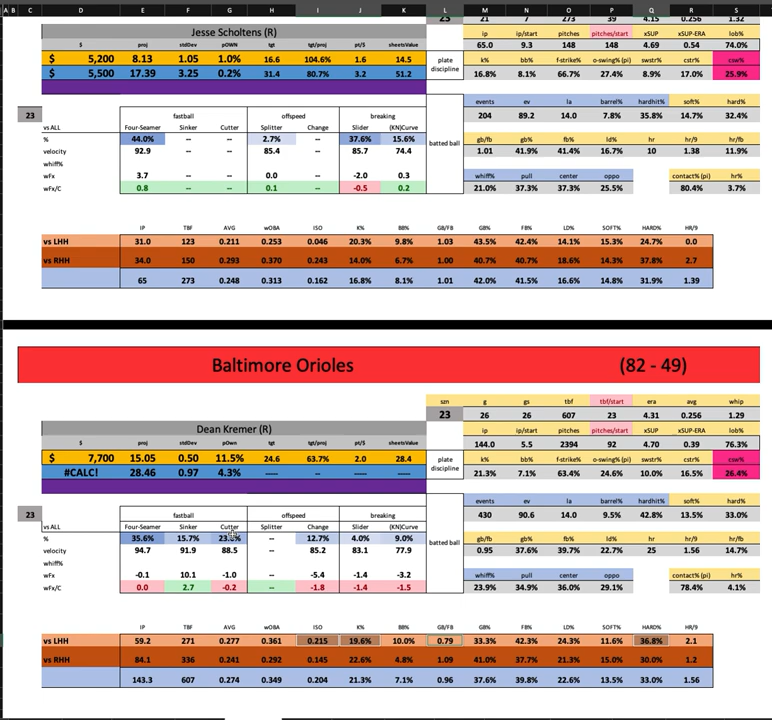 A B C D E F G H I J K L M N O P Q R S
23 21 7 273 39 4.15 0.256 1.32
Jesse Scholtens (R)
ip ip/start pitches pitches/start xSUP xSUP-ERA lob%
65.0 9.3 148 148 4.69 0.54 74.0%
$ proj stdDev pOWN tgt tgt/proj pt/$ sheetsValue
$ 5,200 8.13 1.05 1.0% 16.6 104.6% 1.6 14.5
$ 5,500 17.39 3.25 0.2% 31.4 80.7% 3.2 51.2
plate discipline
k% bb% f-strike% o-swing% (pi) swstr% cstr% csw%
16.8% 8.1% 66.7% 27.4% 8.9% 17.0% 25.9%
events ev la barrel% hardhit% soft% hard%
204 89.2 14.0 7.8% 35.8% 14.7% 32.4%
23
fastball offspeed breaking
vs ALL Four-Seamer Sinker Cutter Splitter Change Slider (KN)Curve
% 44.0% -- -- 2.7% -- 37.6% 15.6%
velocity 92.9 -- -- 85.4 -- 85.7 74.4
whiff%
wFx 3.7 0.0 -2.0 0.3
wFx/C 0.8 -- -- 0.1 -- -0.5 0.2
batted ball
gb/fb gb% fb% ld% hr hr/9 hr/fb
1.01 41.9% 41.4% 16.7% 10 1.38 11.9%
whiff% pull center oppo contact% (pi) hr%
21.0% 37.3% 37.3% 25.5% 80.4% 3.7%
IP TBF AVG wOBA ISO K% BB% GB/FB GB% FB% LD% SOFT% HARD% HR/9
vs LHH 31.0 123 0.211 0.253 0.046 20.3% 9.8% 1.03 43.5% 42.4% 14.1% 15.3% 24.7% 0.0
vs RHH 34.0 150 0.293 0.370 0.243 14.0% 6.7% 1.00 40.7% 40.7% 18.6% 14.3% 37.8% 2.7
65 273 0.248 0.313 0.162 16.8% 8.1% 1.01 42.0% 41.5% 16.6% 14.8% 31.9% 1.39
Baltimore Orioles (82 - 49)
szn g gs tbf tbf/start era avg whip
23 26 26 607 23 4.31 0.256 1.29
Dean Kremer (R)
ip ip/start pitches pitches/start xSUP xSUP-ERA lob%
144.0 5.5 2394 92 4.70 0.39 76.3%
$ proj stdDev pOwn tgt tgt/proj pt/$ sheetsValue
$ 7,700 15.05 0.50 11.5% 24.6 63.7% 2.0 28.4
#CALC! 28.46 0.97 4.3% ---- -- -- ----
plate discipline
k% bb% f-strike% o-swing% (pi) swstr% cstr% csw%
21.3% 7.1% 63.4% 24.6% 10.0% 16.5% 26.4%
events ev la barrel% hardhit% soft% hard%
430 90.6 14.0 9.5% 42.8% 13.5% 33.0%
23
fastball offspeed breaking
vs ALL Four-Seamer Sinker Cutter Splitter Change Slider (KN)Curve
% 35.6% 15.7% -- 12.7% 4.0% 9.0%
velocity 94.7 91.9 88.5 -- 85.2 83.1 77.9
whiff%
wFx -0.1 10.1 -1.0 -5.4 -1.4 -3.2
wFx/C 0.0 2.7 -0.2 -- -1.8 -1.4 -1.5
batted ball
gb/fb gb% fb% ld% hr hr/9 hr/fb
0.95 37.6% 39.7% 22.7% 25 1.56 14.7%
whiff% pull center oppo contact% (pi) hr%
23.9% 34.9% 36.0% 29.1% 78.4% 4.1%
IP TBF AVG wOBA ISO K% BB% GB/FB GB% FB% LD% SOFT% HARD% HR/9
vs LHH 59.2 271 0.277 0.361 0.215 19.6% 10.0% 0.79 33.3% 42.3% 24.3% 11.6% 36.8% 2.1
vs RHH 84.1 336 0.241 0.292 0.145 22.6% 4.8% 1.09 41.0% 37.7% 21.3% 15.0% 30.0% 1.2
143.3 607 0.274 0.349 0.204 21.3% 7.1% 0.96 37.6% 39.8% 22.6% 13.5% 33.0% 1.56